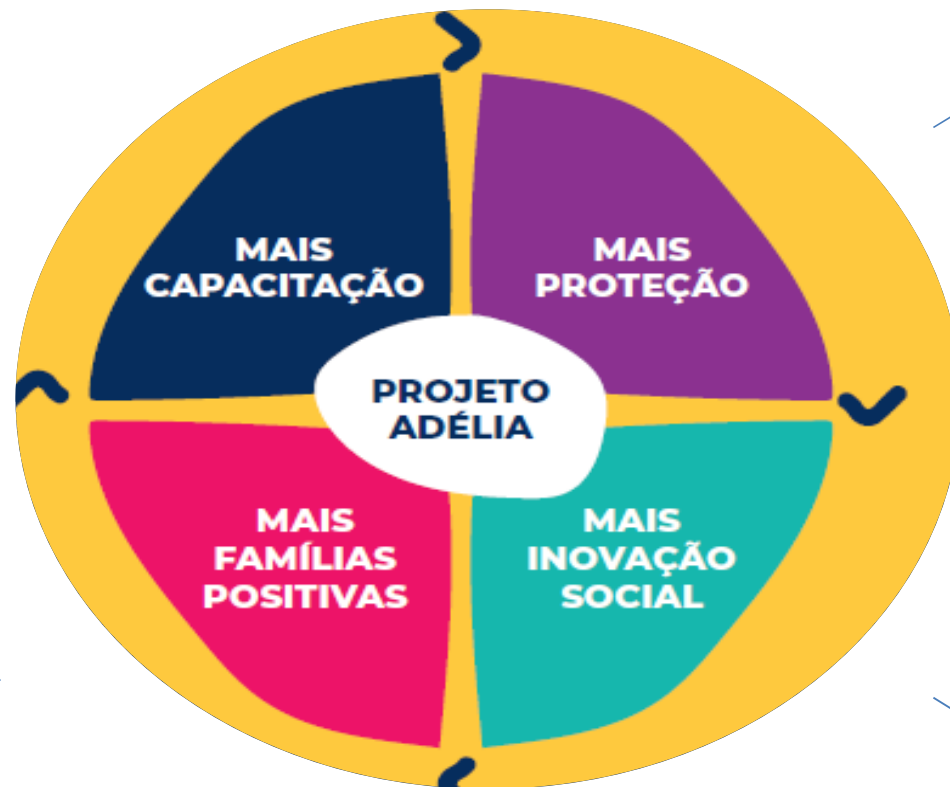 MAIS
CAPACITAÇÃO
MAIS
PROTEÇÃO
PROJETO
ADÉLIA
MAIS
FAMÍLIAS
POSITIVAS
MAIS
INOVAÇÃO
SOCIAL